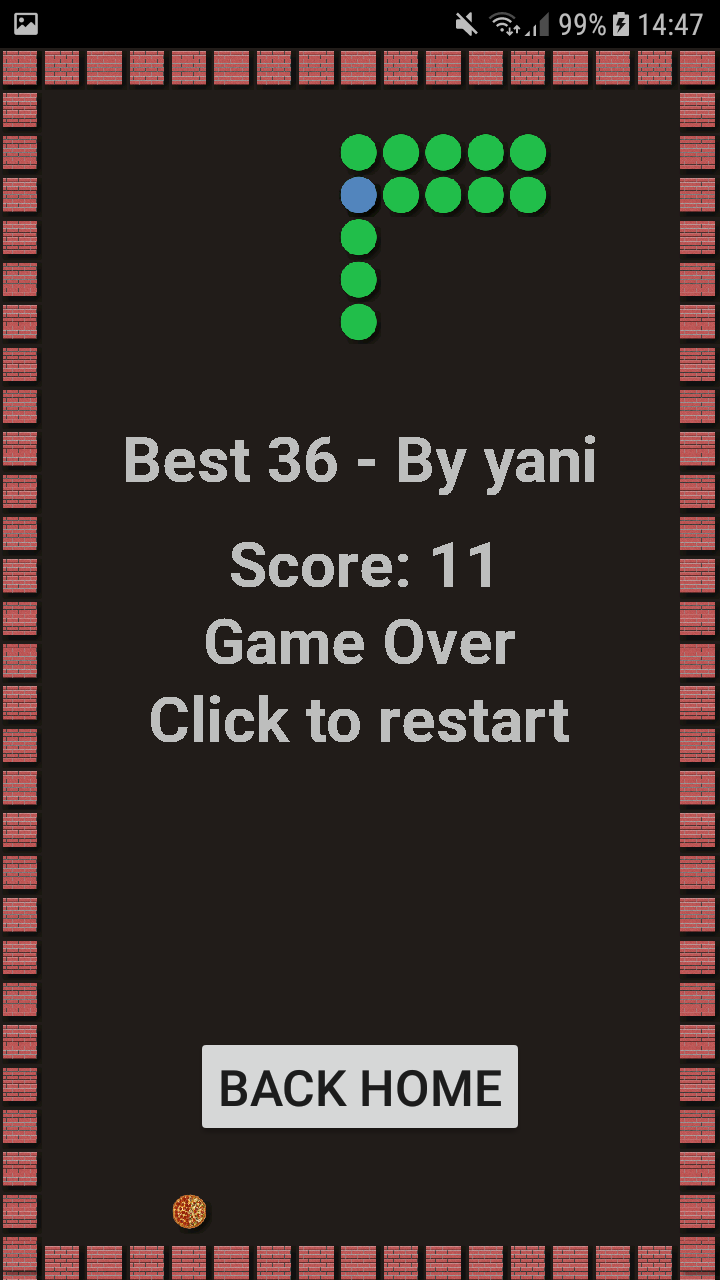 99% 14:47
Best 36 - By yani
Score: 11
Game Over
Click to restart
BACK HOME